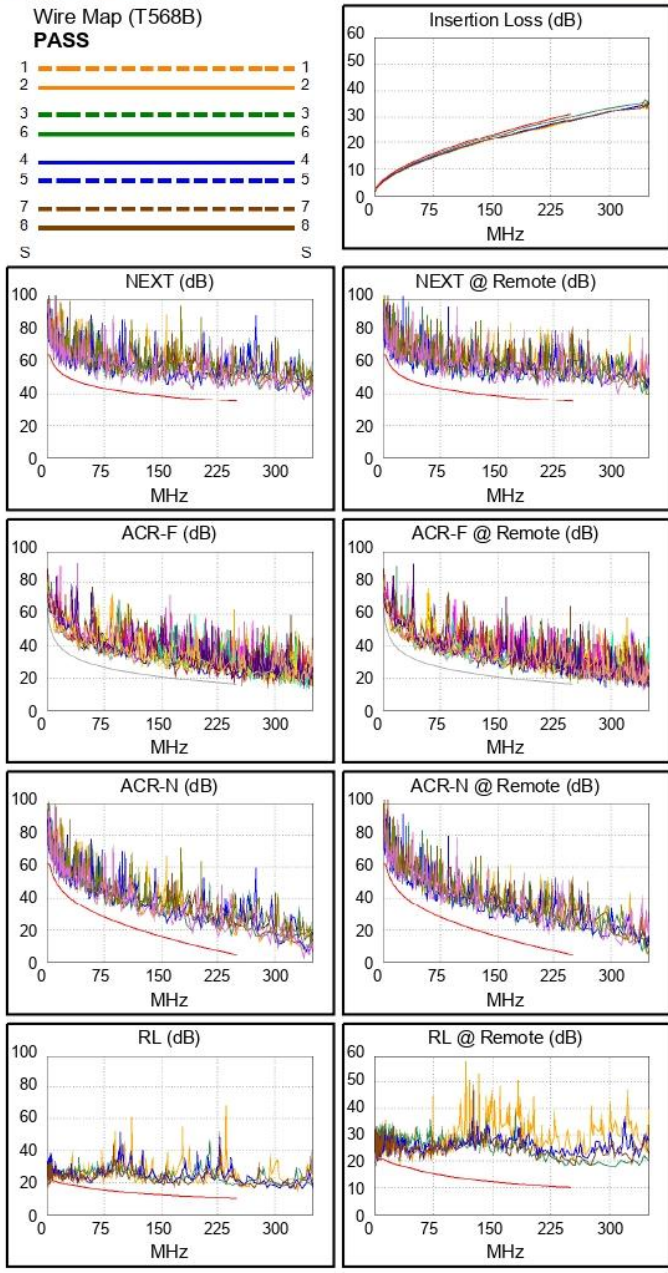 Wire Map (T568B)
PASS
1 1
2 2
3 3
6 6
4 4
5 5
7 7
8 8
S S
Insertion Loss (dB)
60
50
40
30
20
10
0
0 75 150 225 300
MHz
NEXT (dB)
100
80
60
40
20
0
0 75 150 225 300
MHz
NEXT @ Remote (dB)
100
80
60
40
20
0
0 75 150 225 300
MHz
ACR-F (dB)
100
80
60
40
20
0
0 75 150 225 300
MHz
ACR-F @ Remote (dB)
100
80
60
40
20
0
0 75 150 225 300
MHz
ACR-N (dB)
100
80
60
40
20
0
0 75 150 225 300
MHz
ACR-N @ Remote (dB)
100
80
60
40
20
0
0 75 150 225 300
MHz
RL (dB)
100
80
60
40
20
0
0 75 150 225 300
MHz
RL @ Remote (dB)
60
50
40
30
20
10
0
0 75 150 225 300
MHz